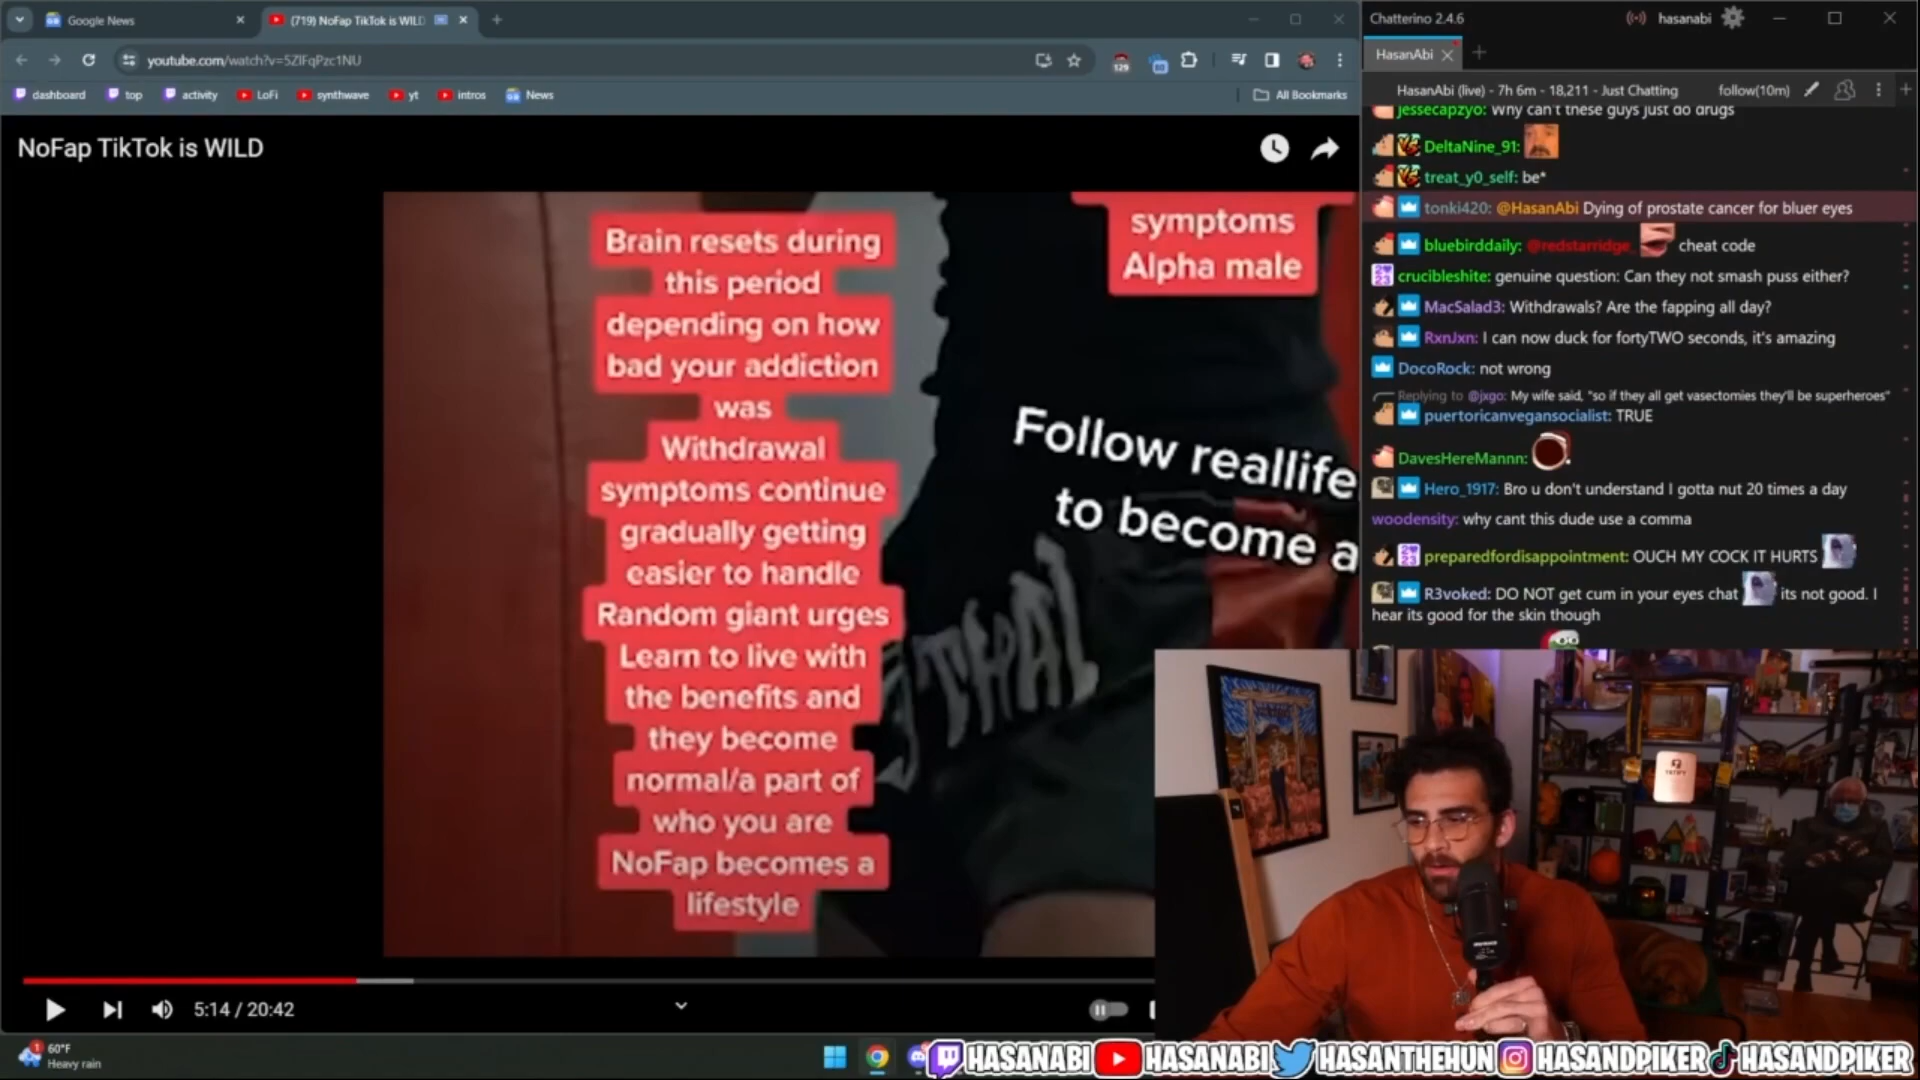 Google News
(719) NoFap TikTok is WILD
youtube.com/watch?v=5ZlFqPzc1NU
129
dashboard
top
activity
LoFi
synthwave
yt
intros
News
All Bookmarks
NoFap TikTok is WILD
Brain resets during
this period
depending on how
bad your addiction
was
Withdrawal
symptoms continue
gradually getting
easier to handle
Random giant urges
Learn to live with
the benefits and
they become
normal/a part of
who you are
NoFap becomes a
lifestyle
symptoms
Alpha male
Follow reallife
to become a
5:14 / 20:42
Chatterino 2.4.6
hasanabi
HasanAbi
HasanAbi (live) - 7h 6m - 18,211 - Just Chatting
follow(10m)
jessecapzyo: Why can't these guys just do drugs
DeltaNine_91:
treat_y0_self: be*
tonki420: @HasanAbi Dying of prostate cancer for bluer eyes
bluebirddaily: @redstarridge_ cheat code
crucibleshite: genuine question: Can they not smash puss either?
MacSalad3: Withdrawals? Are the fapping all day?
RxnJxn: I can now duck for fortyTWO seconds, it's amazing
DocoRock: not wrong
Replying to @jxgo: My wife said, "so if they all get vasectomies they'll be superheroes"
puertoricanvegansocialist: TRUE
DavesHereMannn:
Hero_1917: Bro u don't understand I gotta nut 20 times a day
woodensity: why cant this dude use a comma
preparedfordisappointment: OUCH MY COCK IT HURTS
R3voked: DO NOT get cum in your eyes chat its not good. I
hear its good for the skin though
60°F
Heavy rain
HASANABI
HASANABI
HASANTHEHUN
HASANDPIKER
HASANDPIKER